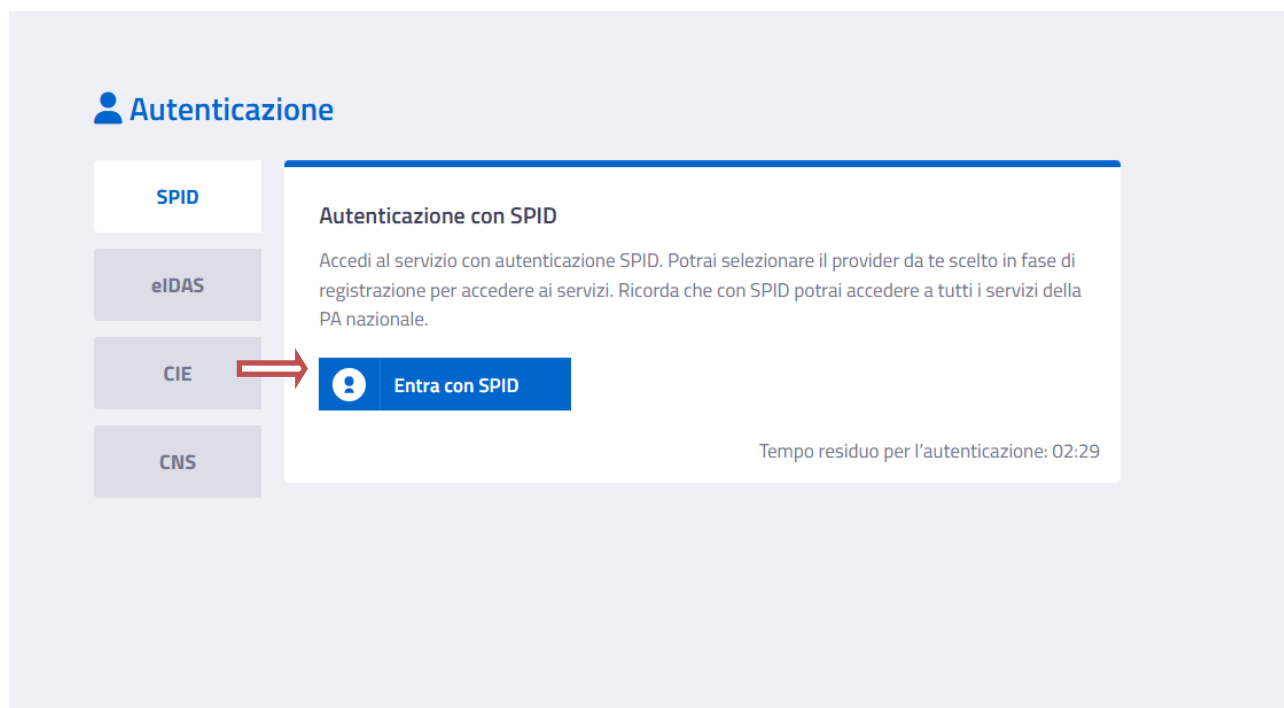 Autenticazione
SPID
eIDAS
CIE
CNS
Autenticazione con SPID
Accedi al servizio con autenticazione SPID. Potrai selezionare il provider da te scelto in fase di
registrazione per accedere ai servizi. Ricorda che con SPID potrai accedere a tutti i servizi della
PA nazionale.
Entra con SPID
Tempo residuo per l’autenticazione: 02:29